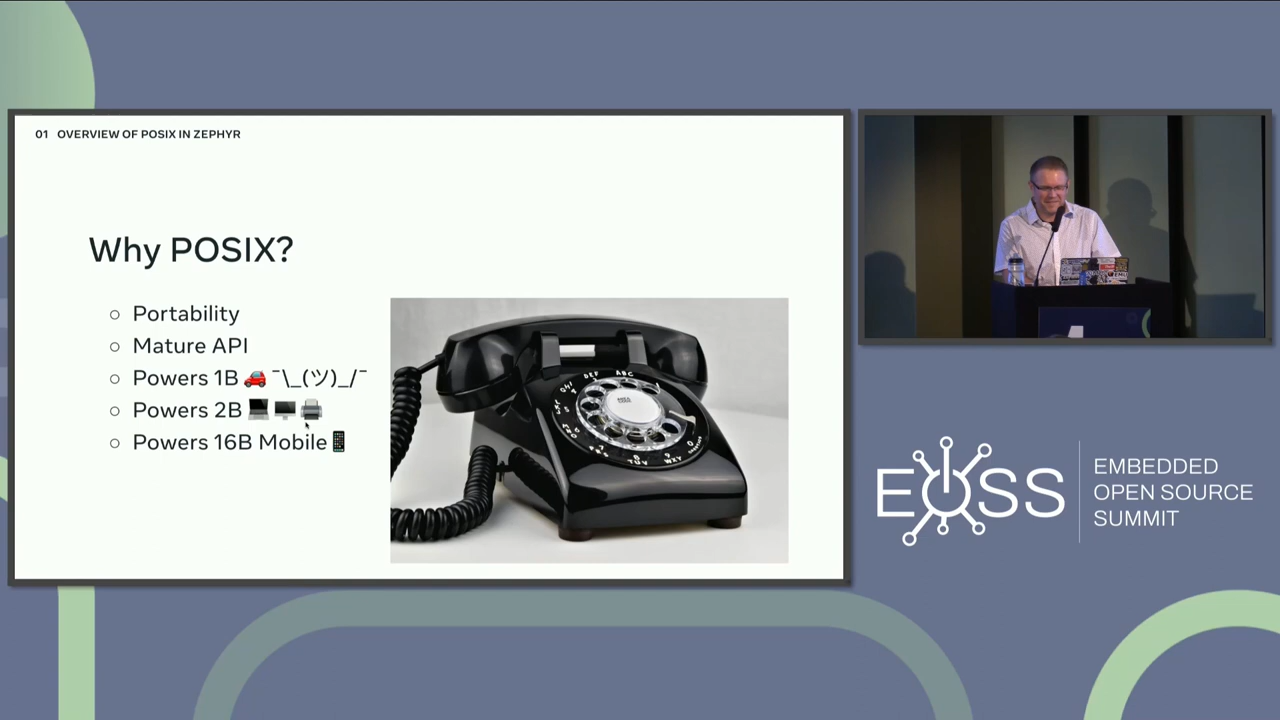 01 OVERVIEW OF POSIX IN ZEPHYR
Why POSIX?
Portability
Mature API
Powers 1B 🚗 ¯\_(ツ)_/¯
Powers 2B 💻🖥️🖨️
Powers 16B Mobile📱
EOSS
EMBEDDED
OPEN SOURCE
SUMMIT